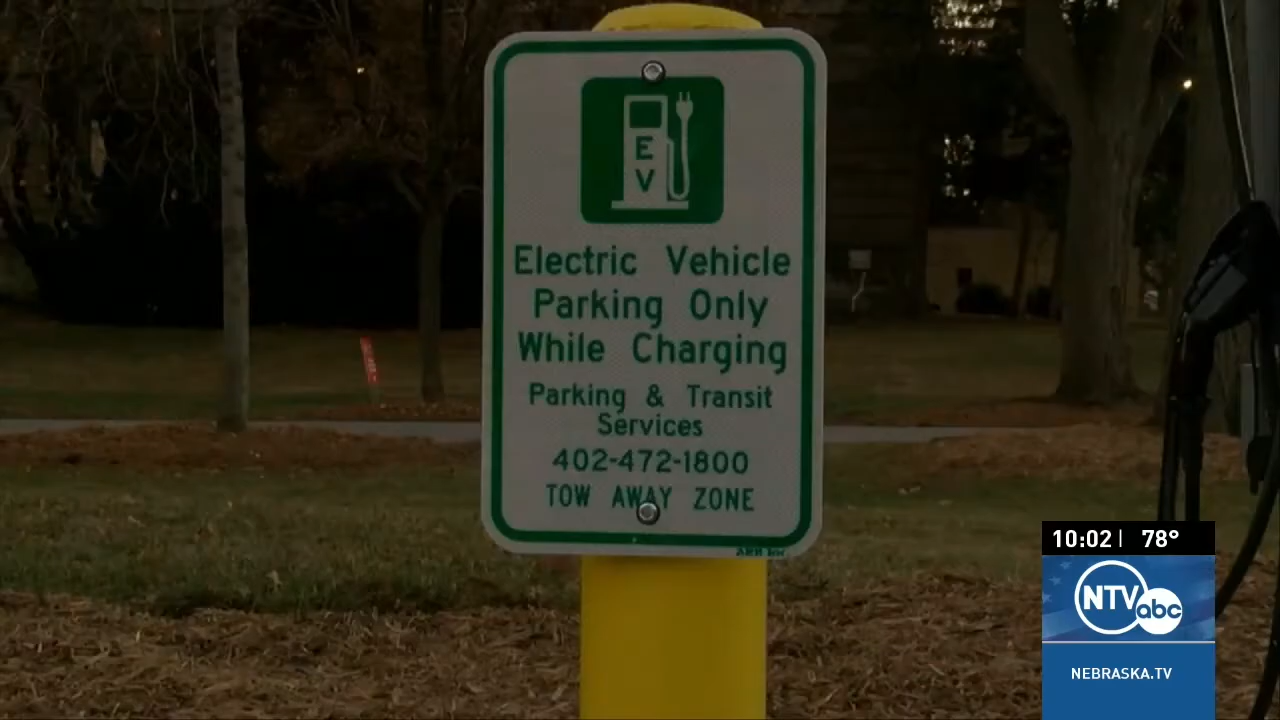 E
V
Electric Vehicle
Parking Only
While Charging
Parking & Transit
Services
402-472-1800
TOW AWAY ZONE
10:02 | 78°
NTV abc
NEBRASKA.TV